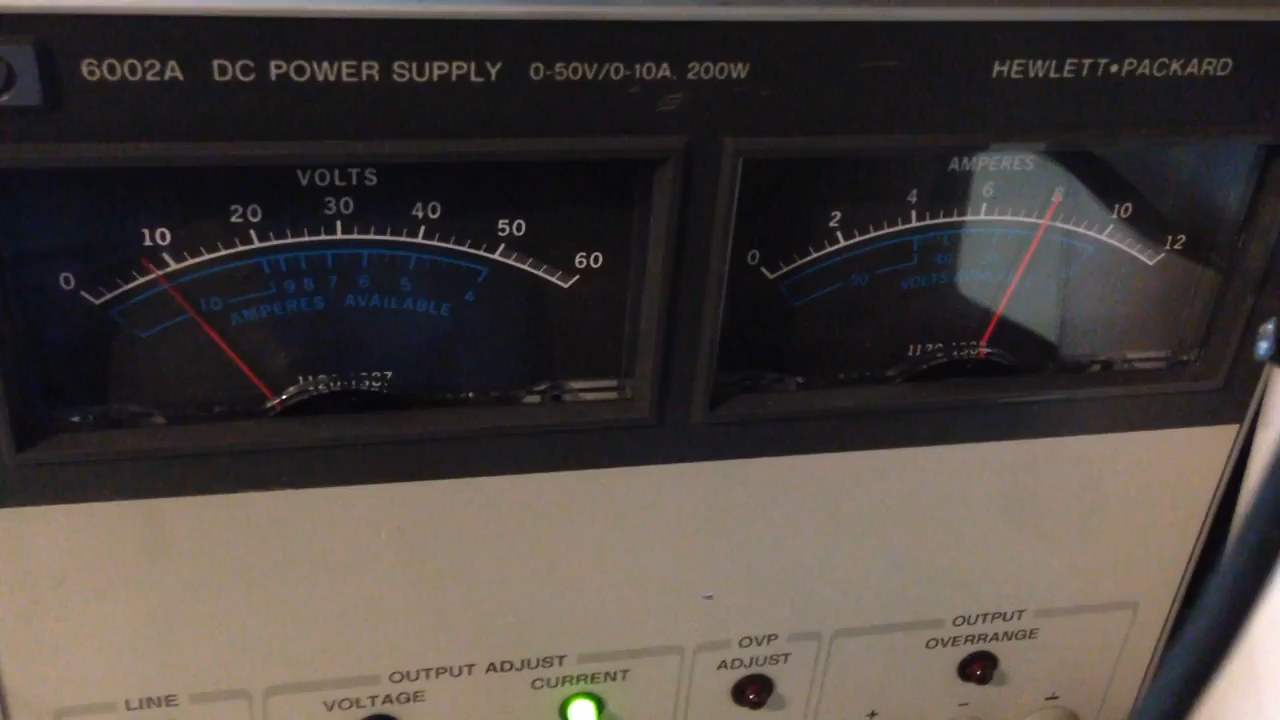 6002A DC POWER SUPPLY 0-50V/0-10A, 200W HEWLETT•PACKARD
VOLTS
0 10 20 30 40 50 60
10 9 8 7 6 5 4
AMPERES AVAILABLE
AMPERES
0 2 4 6 8 10 12
50 40
VOLTS
LINE
OUTPUT ADJUST
VOLTAGE
CURRENT
OVP
ADJUST
OUTPUT
OVERRANGE
+ - ⏚